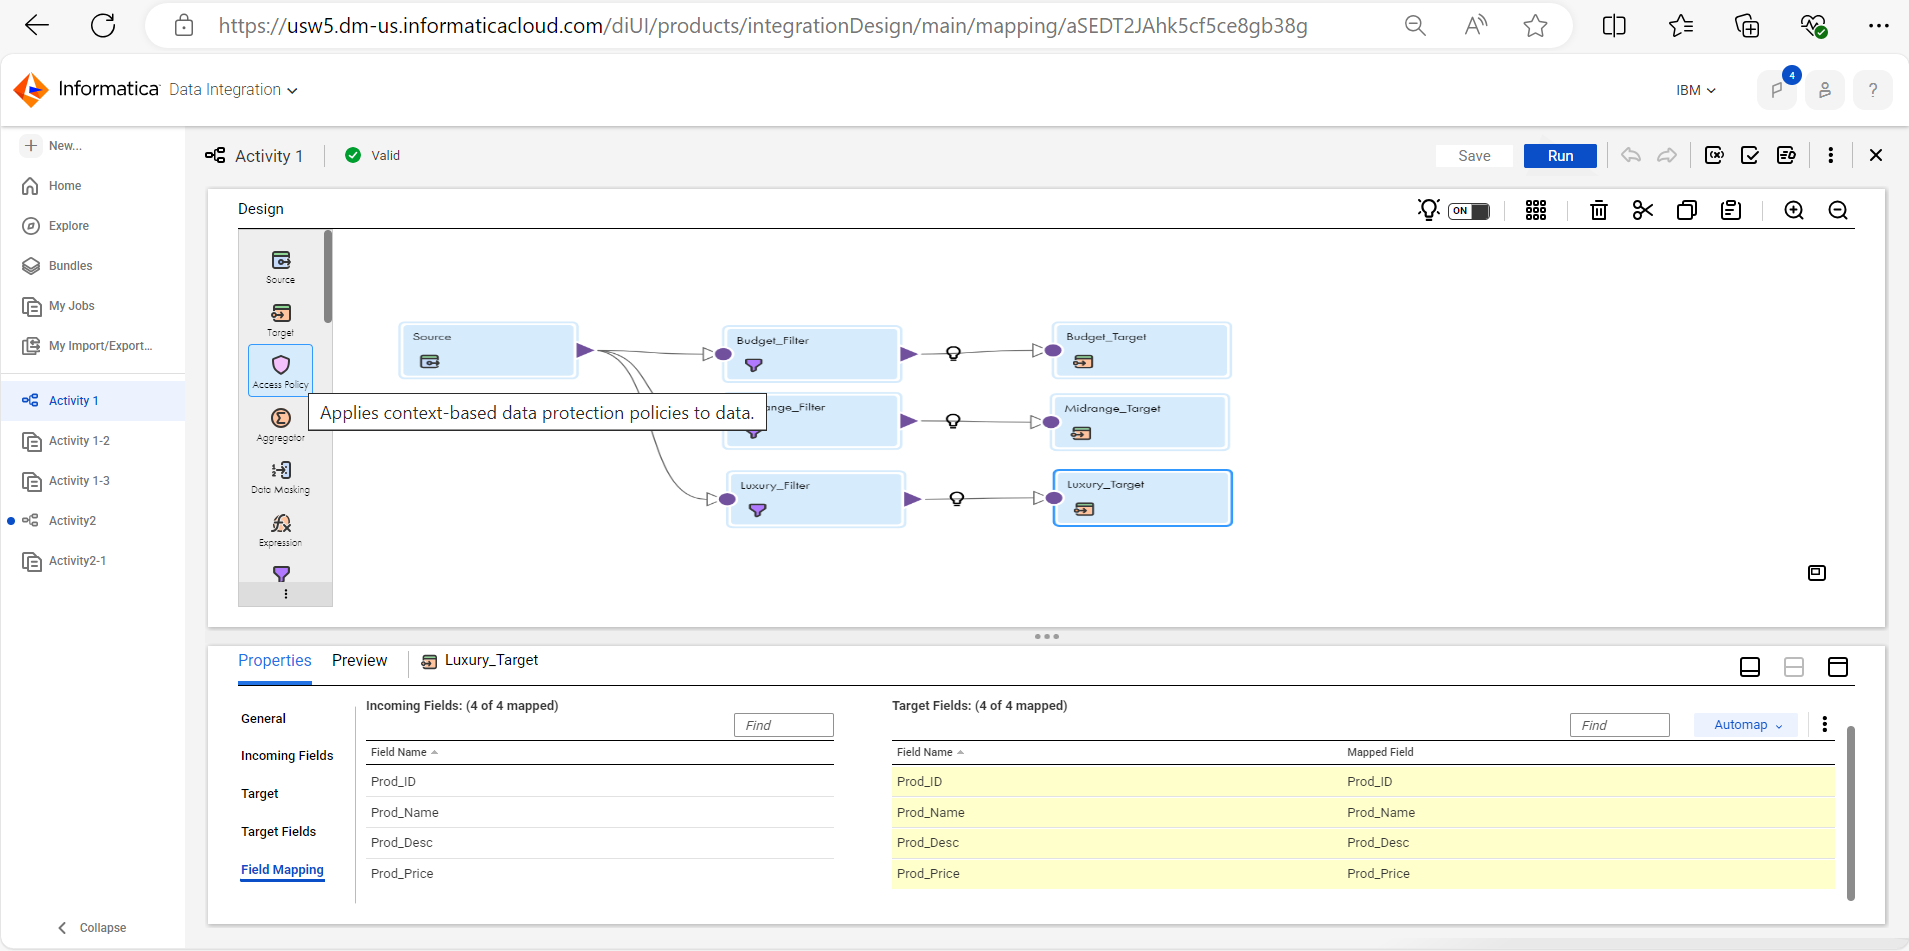 https://usw5.dm-us.informaticacloud.com/diUI/products/integrationDesign/main/mapping/aSEDT2JAhk5cf5ce8gb38g
Informatica Data Integration
IBM
4
?
New...
Home
Explore
Bundles
My Jobs
My Import/Export...
Activity 1
Activity 1-2
Activity 1-3
Activity2
Activity2-1
Collapse
Activity 1
Valid
Save
Run
Design
ON
Source
Target
Access Policy
Aggregator
Data Masking
Expression
Applies context-based data protection policies to data.
Source
Budget_Filter
Budget_Target
ange_Filter
Midrange_Target
Luxury_Filter
Luxury_Target
Properties
Preview
Luxury_Target
General
Incoming Fields
Target
Target Fields
Field Mapping
Incoming Fields: (4 of 4 mapped)
Find
Field Name
Prod_ID
Prod_Name
Prod_Desc
Prod_Price
Target Fields: (4 of 4 mapped)
Find
Automap
Field Name Mapped Field
Prod_ID Prod_ID
Prod_Name Prod_Name
Prod_Desc Prod_Desc
Prod_Price Prod_Price